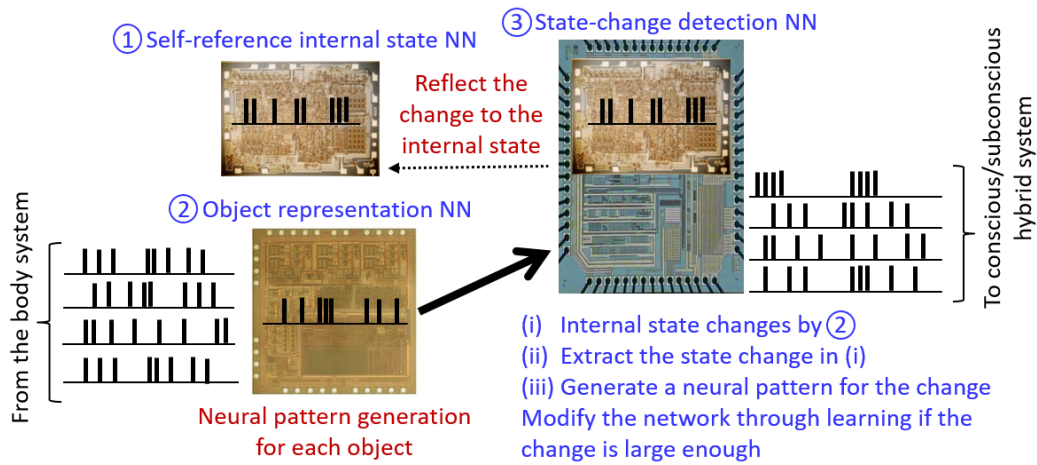 ① Self-reference internal state NN
③ State-change detection NN
Reflect the
change to the
internal state
② Object representation NN
From the body system
To conscious/subconscious
hybrid system
Neural pattern generation
for each object
(i) Internal state changes by ②
(ii) Extract the state change in (i)
(iii) Generate a neural pattern for the change
Modify the network through learning if the
change is large enough